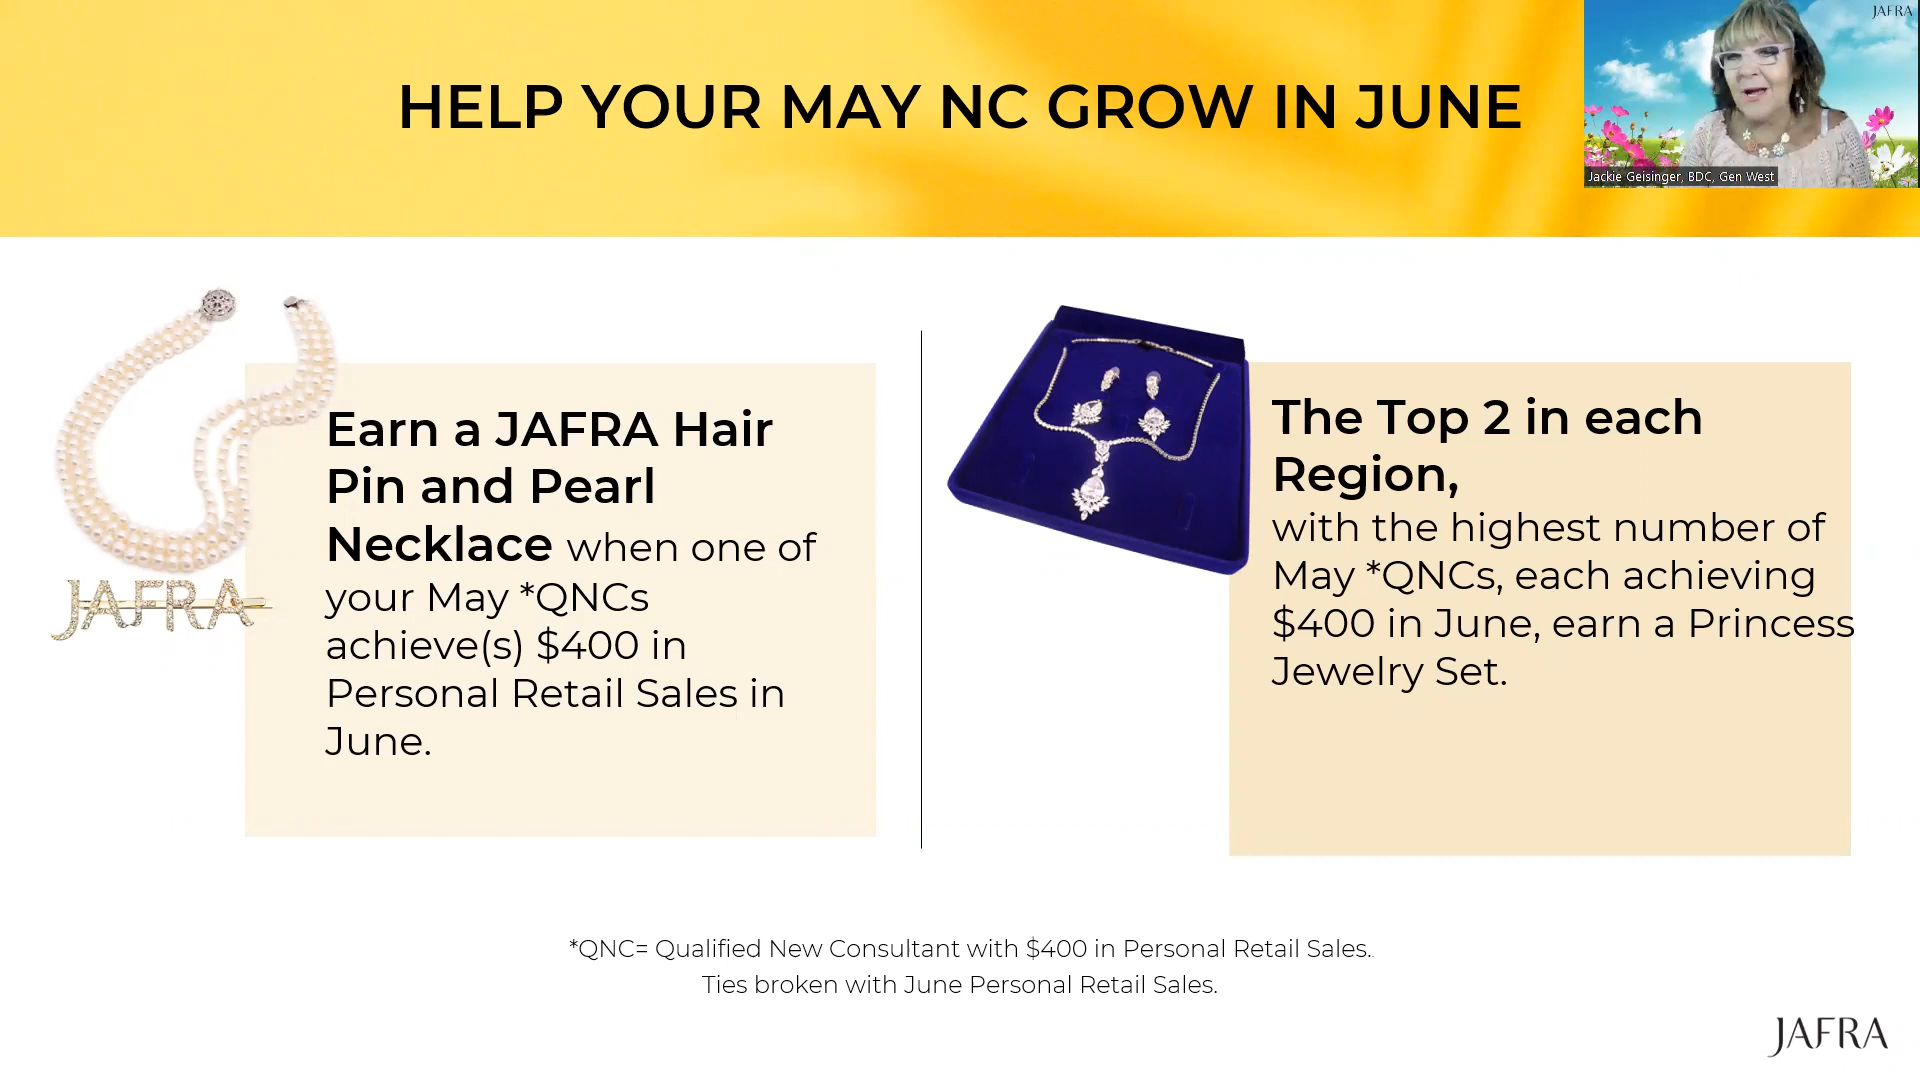 HELP YOUR MAY NC GROW IN JUNE
JAFRA
Jackie Geisinger, BDC, Gen West
JAFRA
Earn a JAFRA Hair
Pin and Pearl
Necklace when one of
your May *QNCs
achieve(s) $400 in
Personal Retail Sales in
June.
The Top 2 in each
Region,
with the highest number of
May *QNCs, each achieving
$400 in June, earn a Princess
Jewelry Set.
*QNC= Qualified New Consultant with $400 in Personal Retail Sales.
Ties broken with June Personal Retail Sales.
JAFRA